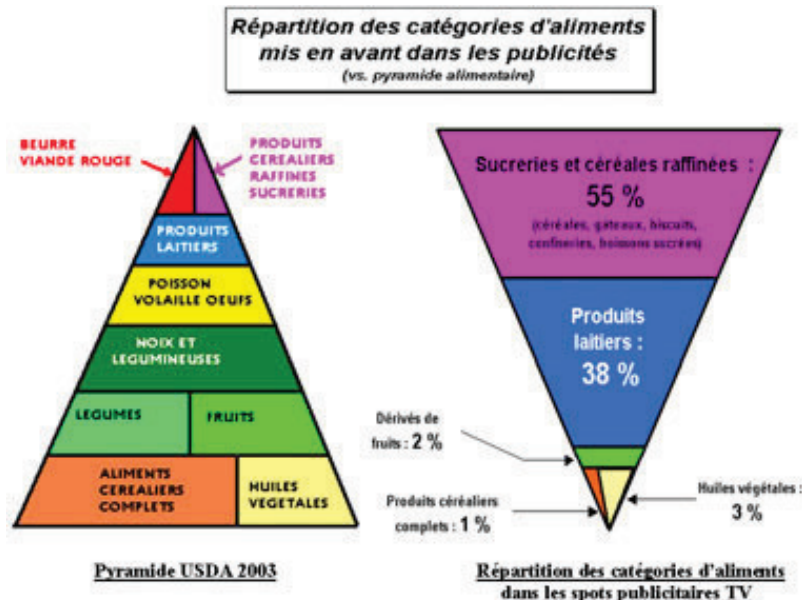 Répartition des catégories d'aliments
mis en avant dans les publicités
(vs. pyramide alimentaire)
BEURRE
VIANDE ROUGE
PRODUITS
CEREALIERS
RAFFINES
SUCRERIES
PRODUITS
LAITIERS
POISSON
VOLAILLE OEUFS
NOIX ET
LEGUMINEUSES
LEGUMES
FRUITS
ALIMENTS
CEREALIERS
COMPLETS
HUILES
VEGETALES
Pyramide USDA 2003
Sucreries et céréales raffinées :
55 %
(céréales, gâteaux, biscuits,
confiseries, boissons sucrées)
Produits
laitiers :
38 %
Dérivés de
fruits : 2 %
Produits céréaliers
complets : 1 %
Huiles végétales :
3 %
Répartition des catégories d'aliments
dans les spots publicitaires TV